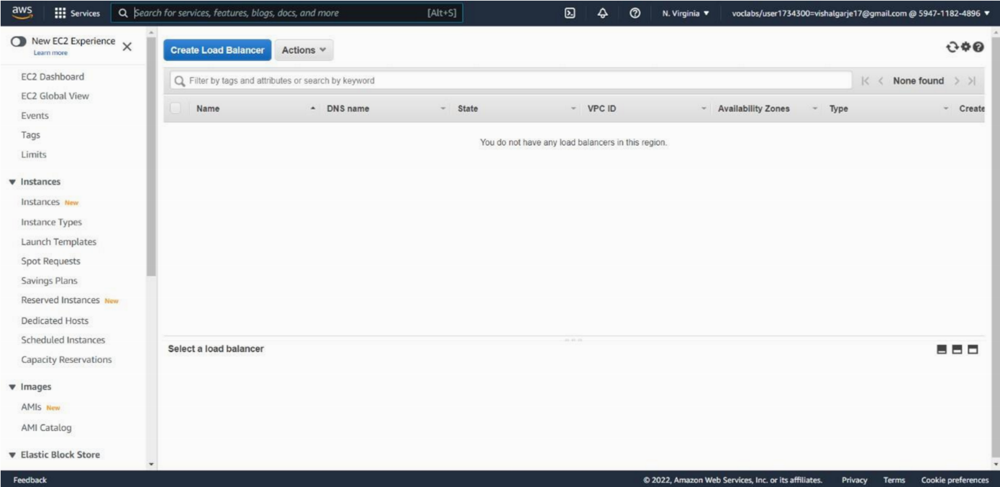 aws Services Search for services, features, blogs, docs, and more [Alt+S] N. Virginia ▼ voclabs/user1734300=vishalgarje17@gmail.com @ 5947-1182-4896 ▼
New EC2 Experience
Learn more
EC2 Dashboard
EC2 Global View
Events
Tags
Limits
Instances
Instances New
Instance Types
Launch Templates
Spot Requests
Savings Plans
Reserved Instances New
Dedicated Hosts
Scheduled Instances
Capacity Reservations
Images
AMIs New
AMI Catalog
Elastic Block Store
Create Load Balancer Actions
Filter by tags and attributes or search by keyword None found
Name DNS name State VPC ID Availability Zones Type Create
You do not have any load balancers in this region.
Select a load balancer
Feedback © 2022, Amazon Web Services, Inc. or its affiliates. Privacy Terms Cookie preferences